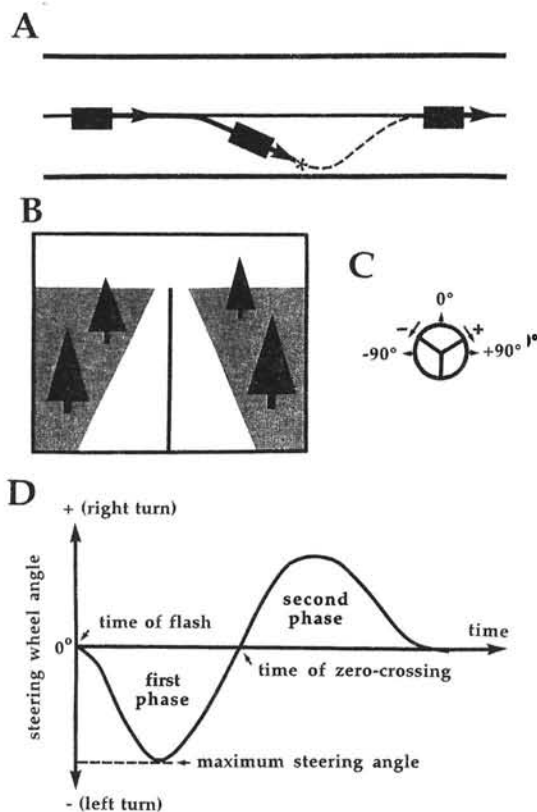 A
B
C
0°
- +
-90° +90° )°
D
+ (right turn)
steering wheel angle
0°
time of flash
first
phase
second
phase
time
time of zero-crossing
maximum steering angle
- (left turn)